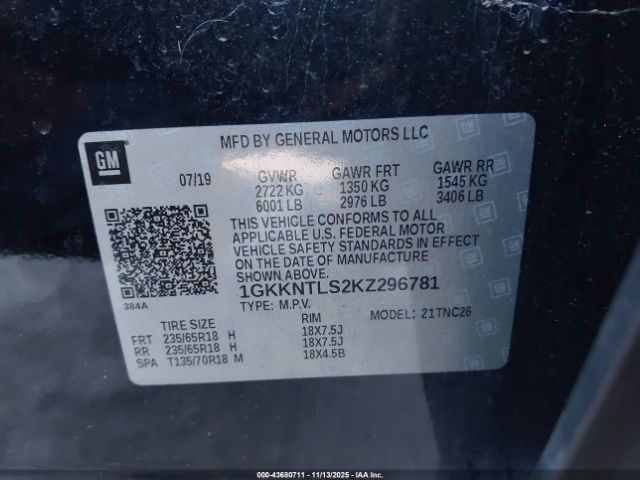 MFD BY GENERAL MOTORS LLC
GM
07/19 GVWR GAWR FRT GAWR RR
2722 KG 1350 KG 1545 KG
6001 LB 2976 LB 3406 LB
THIS VEHICLE CONFORMS TO ALL
APPLICABLE U.S. FEDERAL MOTOR
VEHICLE SAFETY STANDARDS IN EFFECT
ON THE DATE OF MANUFACTURE
SHOWN ABOVE.
1GKKNTLS2KZ296781
384A
TYPE: M.P.V. MODEL: 21TNC26
TIRE SIZE RIM
FRT 235/65R18 H 18X7.5J
RR 235/65R18 H 18X7.5J
SPA T135/70R18 M 18X4.5B
00-43680711 - 11/13/2025 - Copyright IAA, Inc.